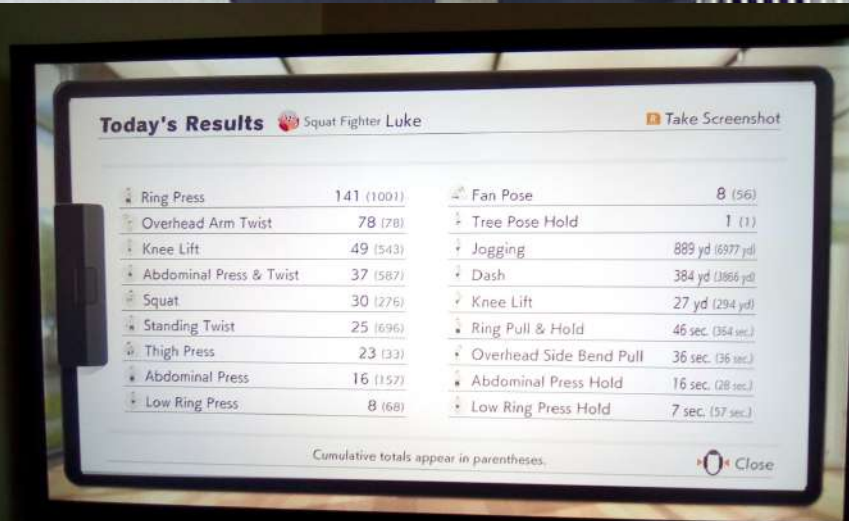 Today's Results Squat Fighter Luke
R Take Screenshot
Ring Press 141 (1001)
Overhead Arm Twist 78 (78)
Knee Lift 49 (543)
Abdominal Press & Twist 37 (587)
Squat 30 (276)
Standing Twist 25 (696)
Thigh Press 23 (33)
Abdominal Press 16 (157)
Low Ring Press 8 (68)
Fan Pose 8 (56)
Tree Pose Hold 1 (1)
Jogging 889 yd (6977 yd)
Dash 384 yd (3866 yd)
Knee Lift 27 yd (294 yd)
Ring Pull & Hold 46 sec. (364 sec.)
Overhead Side Bend Pull 36 sec. (36 sec.)
Abdominal Press Hold 16 sec. (28 sec.)
Low Ring Press Hold 7 sec. (57 sec.)
Cumulative totals appear in parentheses.
Close